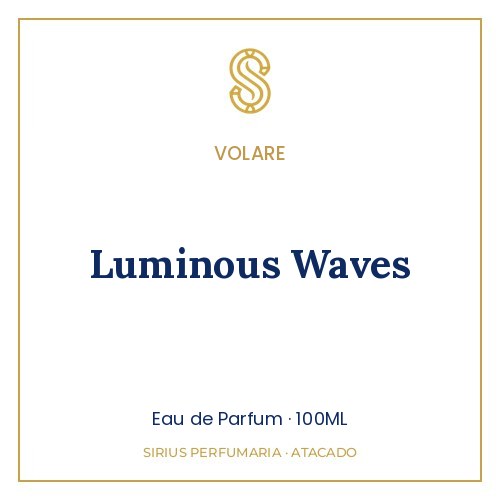 VOLARE
Luminous Waves
Eau de Parfum · 100ML
SIRIUS PERFUMARIA · ATACADO